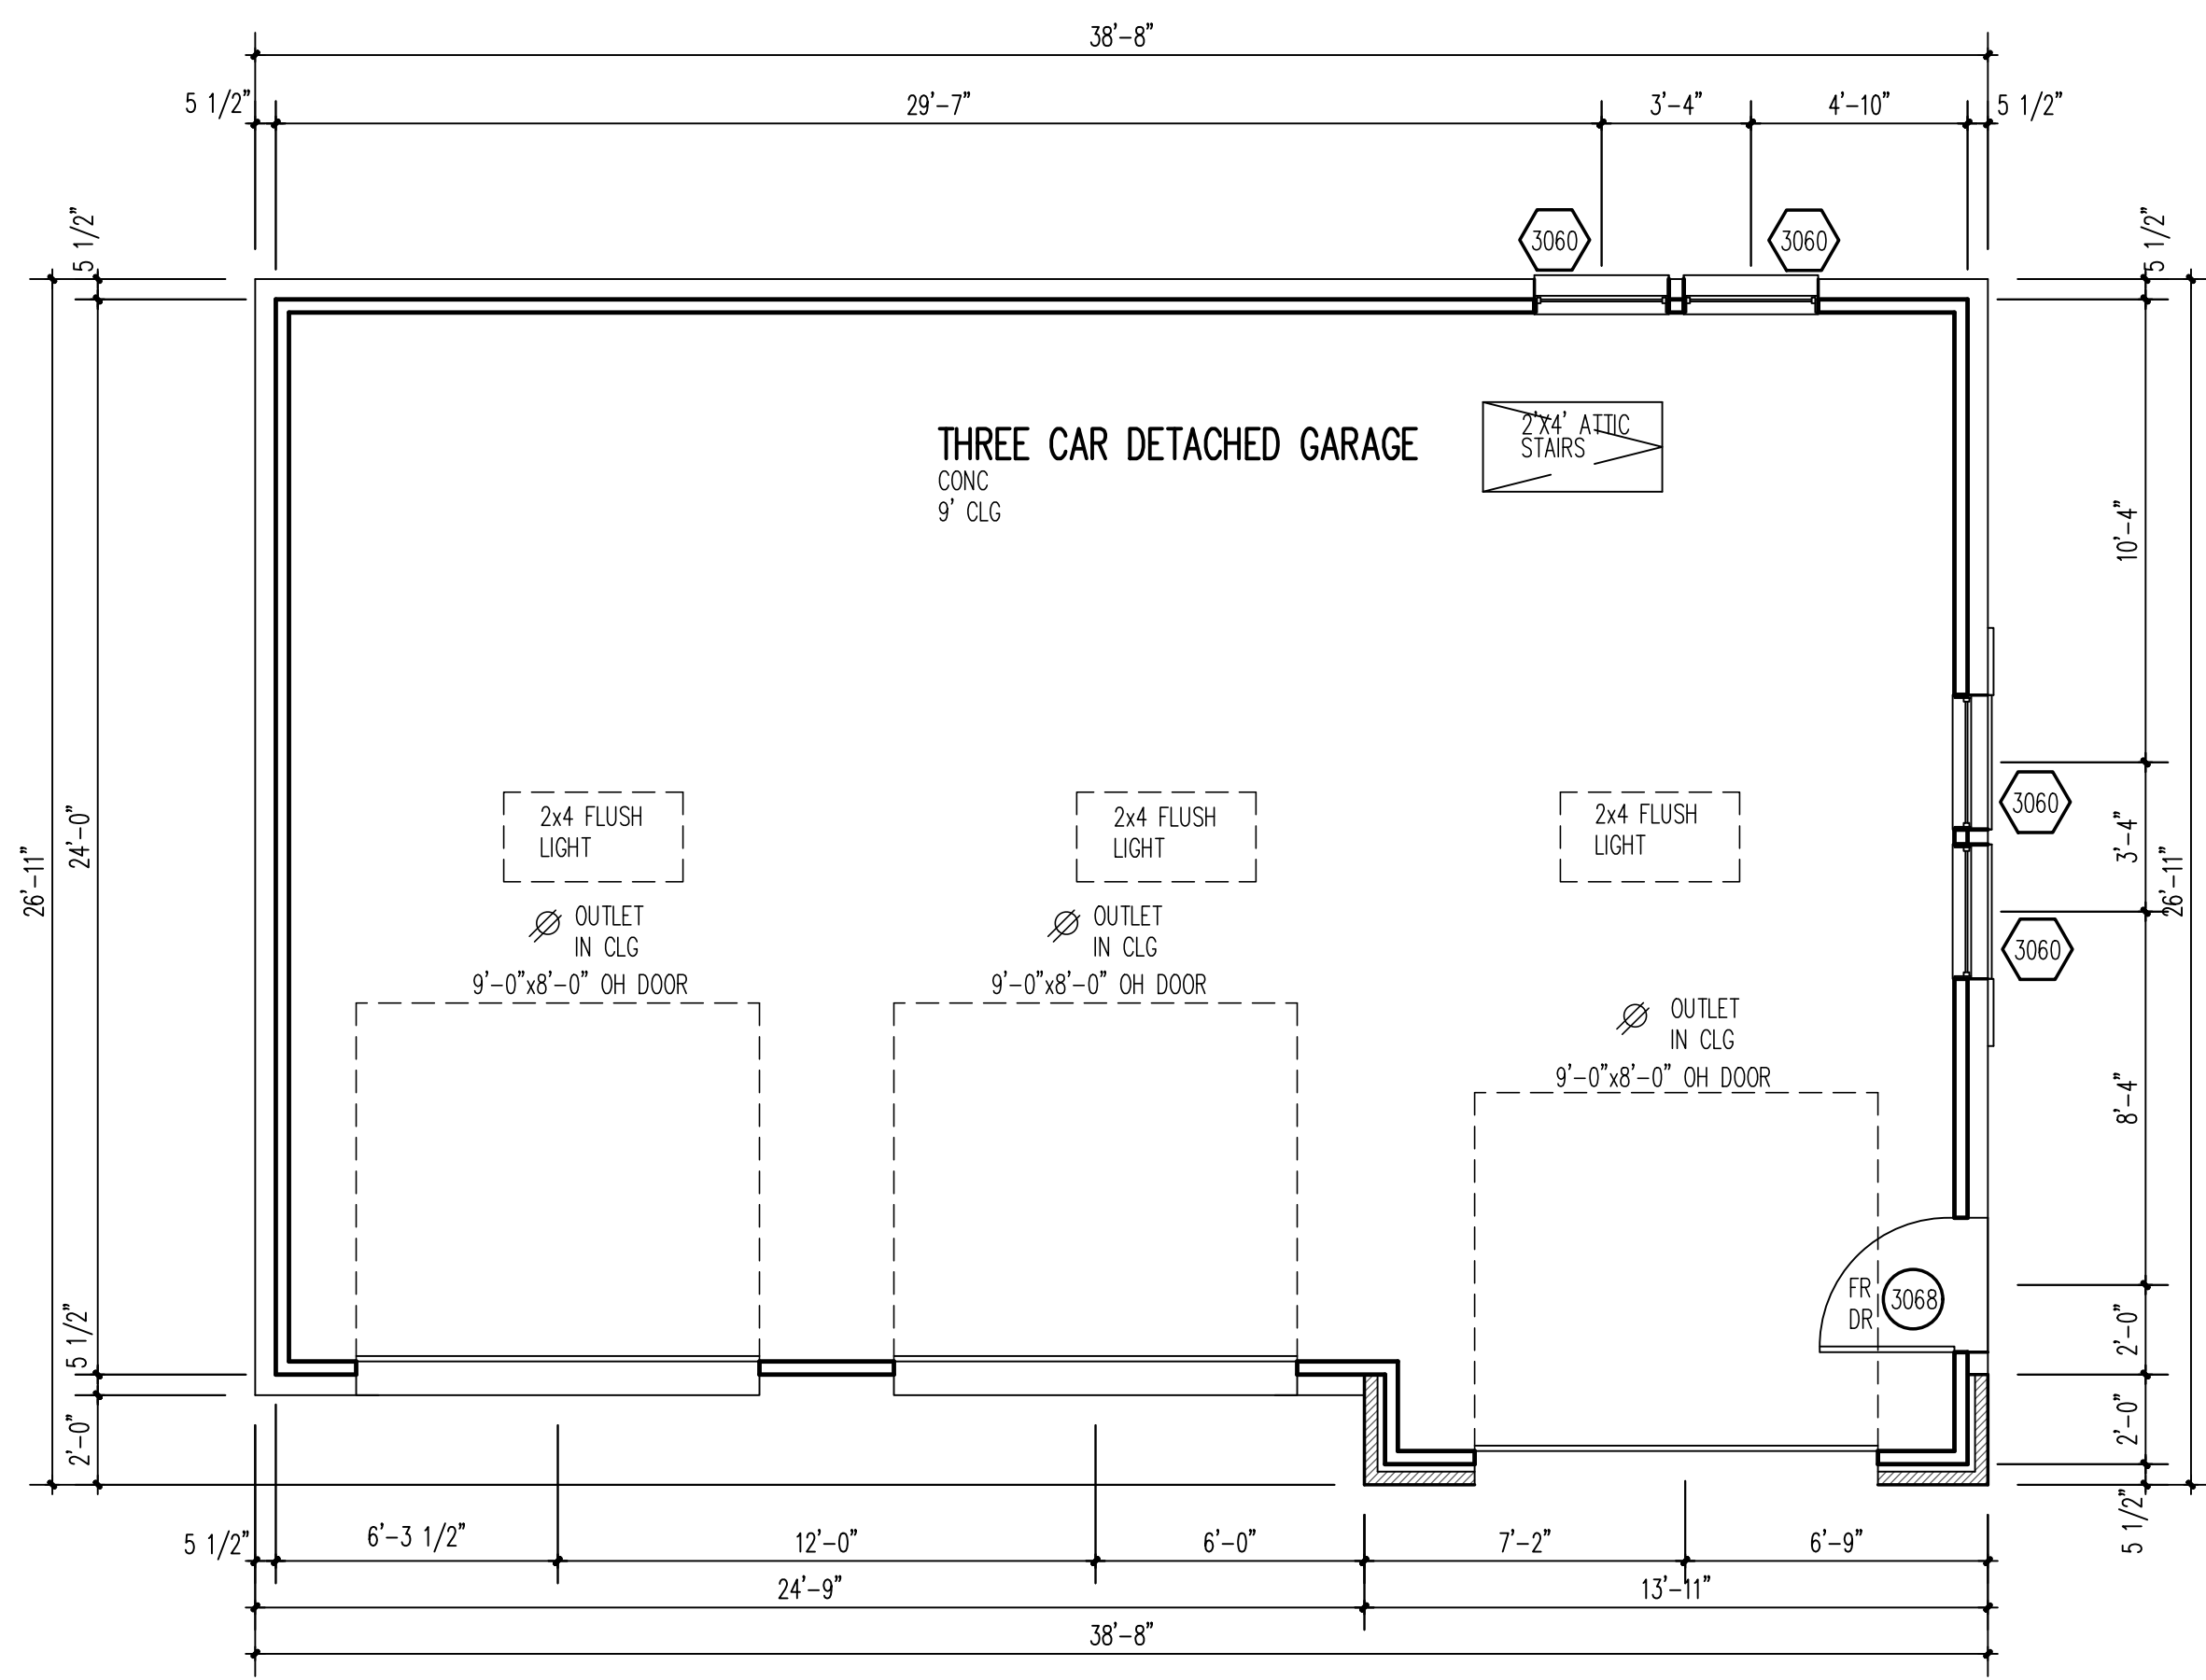 38'-8"
5 1/2"
29'-7"
3'-4"
4'-10"
5 1/2"
5 1/2"
5 1/2"
3060
3060
THREE CAR DETACHED GARAGE
CONC
9' CLG
2'X4' ATTIC
STAIRS
10'-4"
26'-11"
24'-0"
2x4 FLUSH
LIGHT
2x4 FLUSH
LIGHT
2x4 FLUSH
LIGHT
3060
3'-4"
26'-11"
OUTLET
IN CLG
OUTLET
IN CLG
3060
9'-0"x8'-0" OH DOOR
9'-0"x8'-0" OH DOOR
OUTLET
IN CLG
9'-0"x8'-0" OH DOOR
8'-4"
FR
DR
3068
5 1/2"
2'-0"
2'-0"
2'-0"
5 1/2"
5 1/2"
6'-3 1/2"
12'-0"
6'-0"
7'-2"
6'-9"
24'-9"
13'-11"
38'-8"